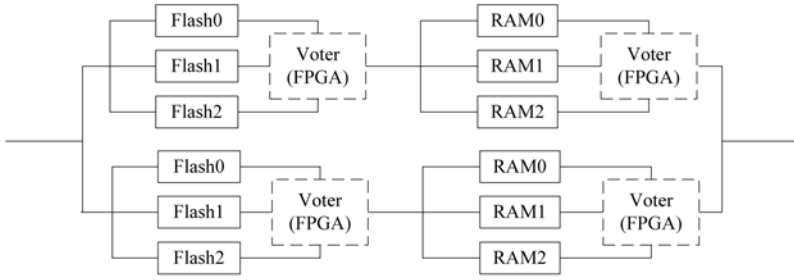 Flash0
Flash1
Flash2
Voter
(FPGA)
RAM0
RAM1
RAM2
Voter
(FPGA)
Flash0
Flash1
Flash2
Voter
(FPGA)
RAM0
RAM1
RAM2
Voter
(FPGA)